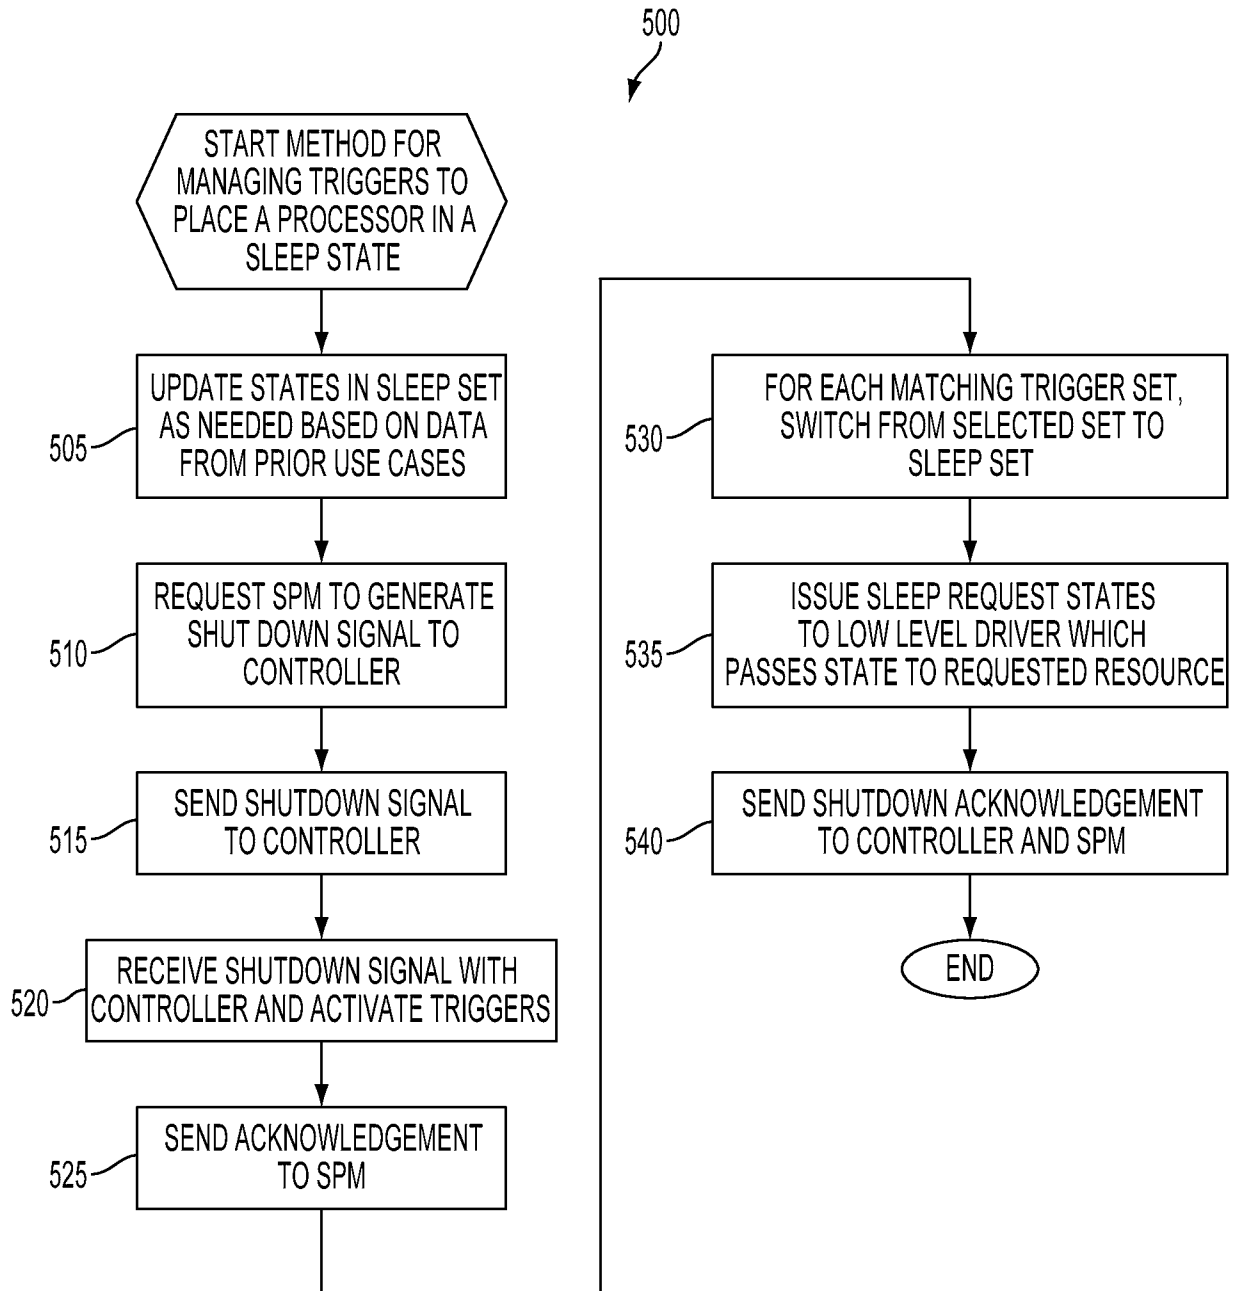 500
START METHOD FOR
MANAGING TRIGGERS TO
PLACE A PROCESSOR IN A
SLEEP STATE
505
UPDATE STATES IN SLEEP SET
AS NEEDED BASED ON DATA
FROM PRIOR USE CASES
510
REQUEST SPM TO GENERATE
SHUT DOWN SIGNAL TO
CONTROLLER
515
SEND SHUTDOWN SIGNAL
TO CONTROLLER
520
RECEIVE SHUTDOWN SIGNAL WITH
CONTROLLER AND ACTIVATE TRIGGERS
525
SEND ACKNOWLEDGEMENT
TO SPM
530
FOR EACH MATCHING TRIGGER SET,
SWITCH FROM SELECTED SET TO
SLEEP SET
535
ISSUE SLEEP REQUEST STATES
TO LOW LEVEL DRIVER WHICH
PASSES STATE TO REQUESTED RESOURCE
540
SEND SHUTDOWN ACKNOWLEDGEMENT
TO CONTROLLER AND SPM
END